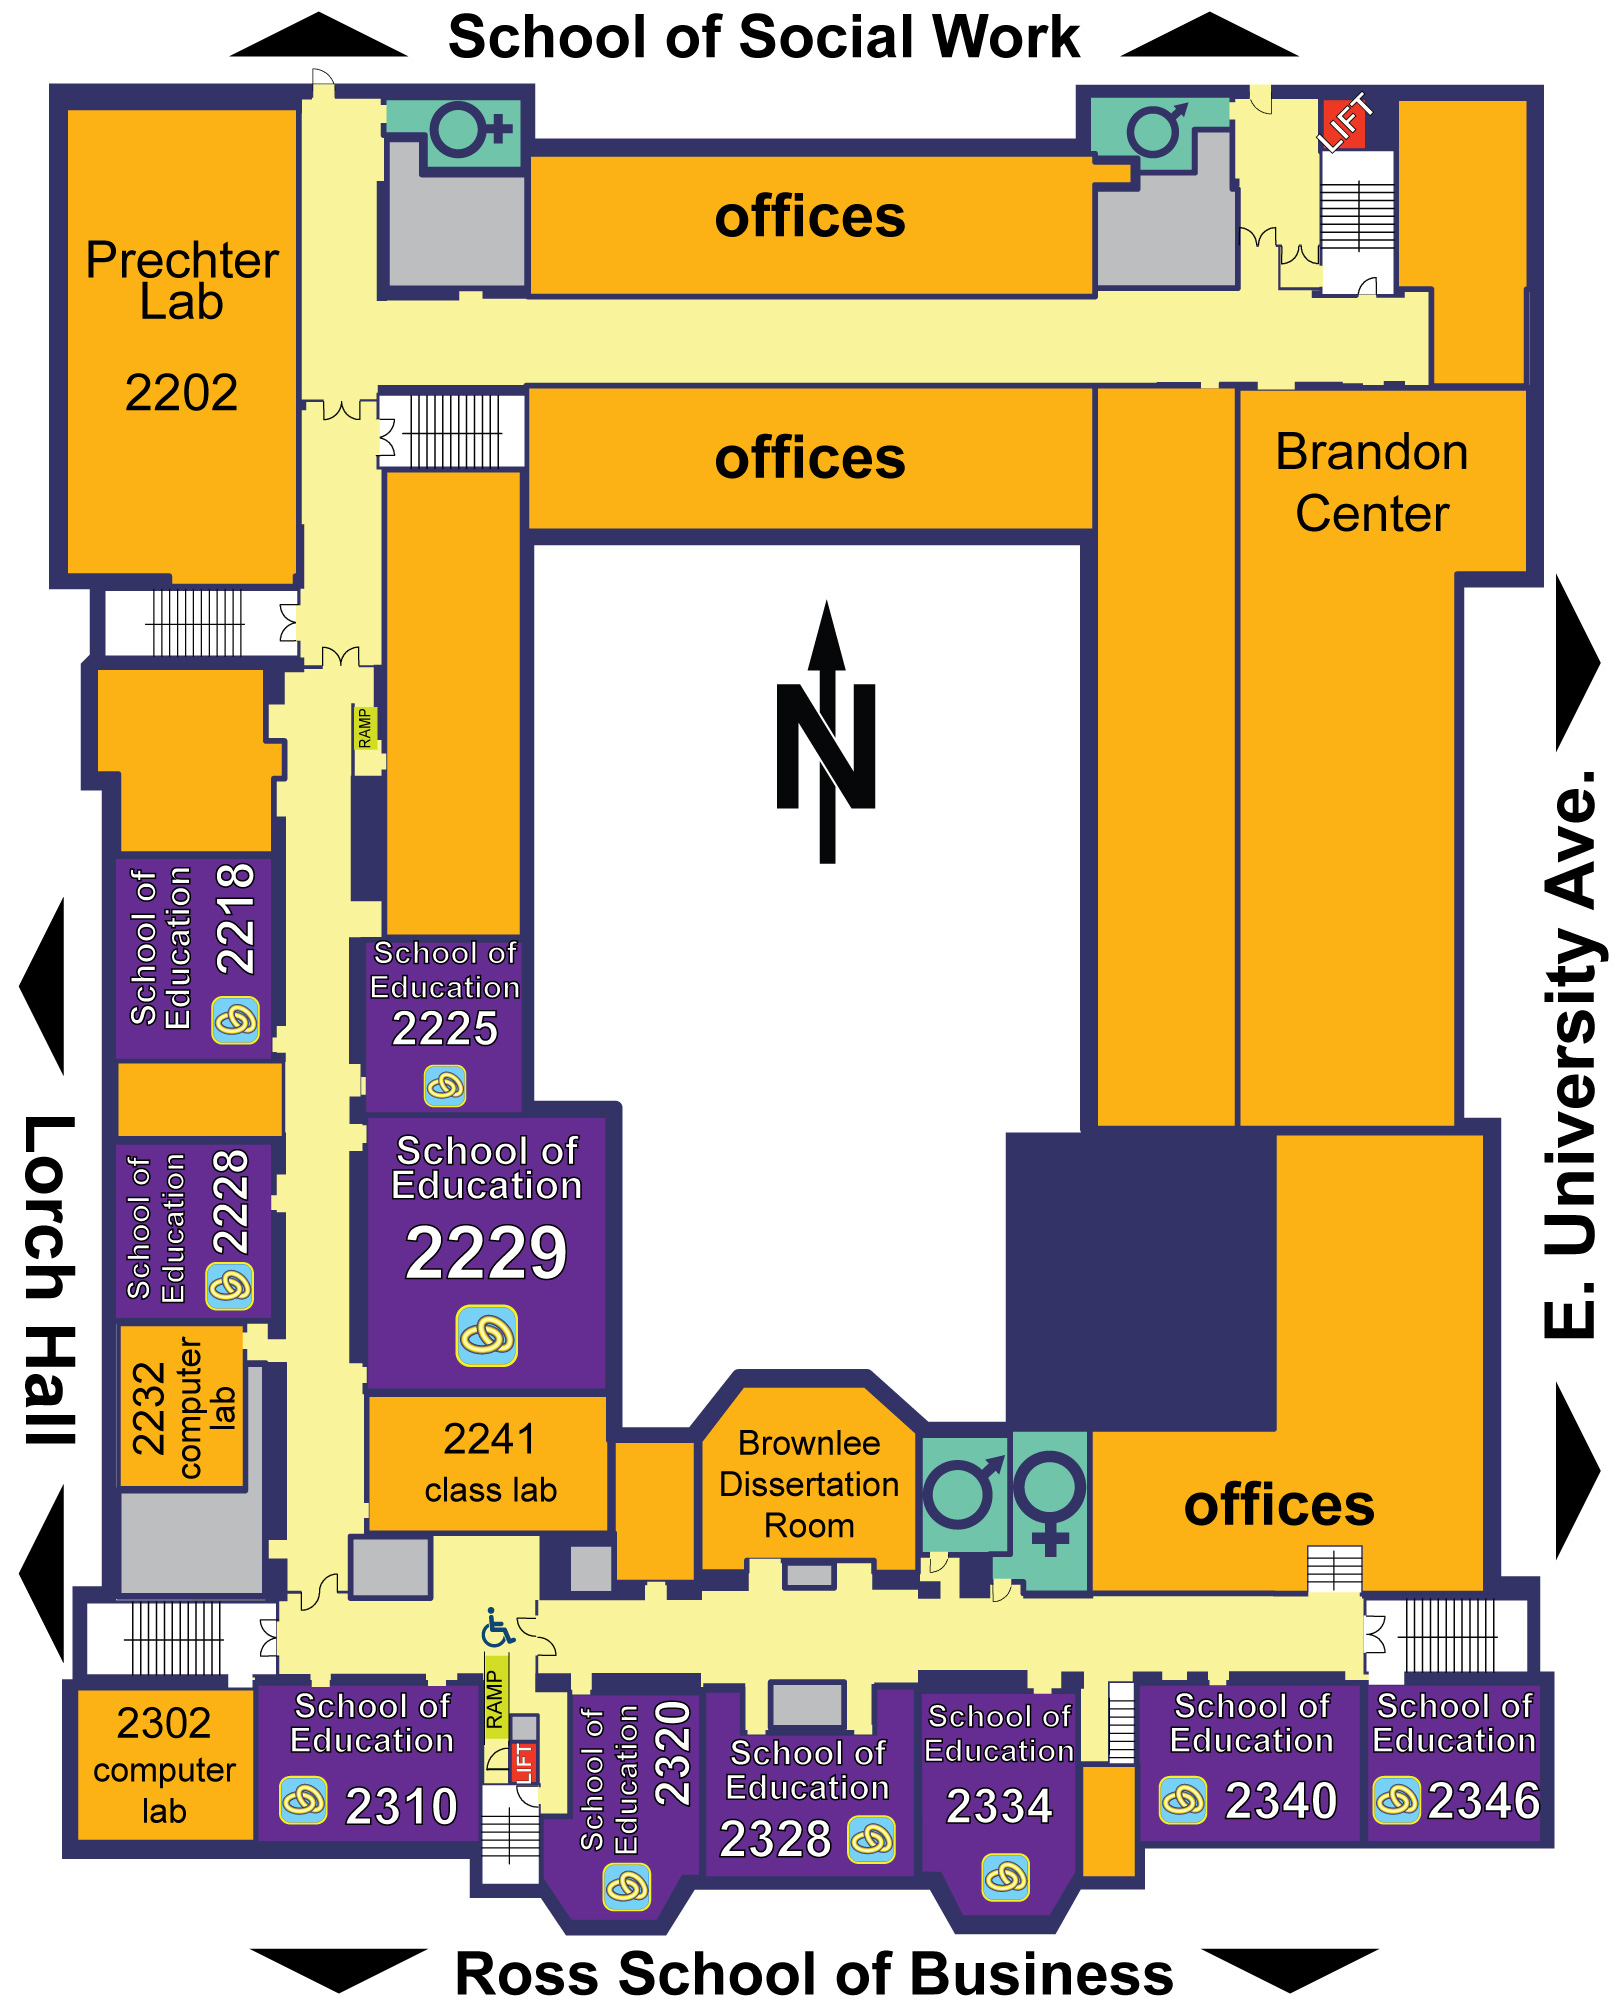 School of Social Work
LIFT
offices
Prechter
Lab
2202
offices
Brandon
Center
N
RAMP
School of
Education
2218
School of
Education
2225
School of
Education
2229
School of
Education
2228
2232
computer
lab
2241
class lab
Brownlee
Dissertation
Room
offices
Lorch Hall
E. University Ave.
RAMP
LIFT
2302
computer
lab
School of
Education
2310
School of
Education
2320
School of
Education
2328
School of
Education
2334
School of
Education
2340
School of
Education
2346
Ross School of Business